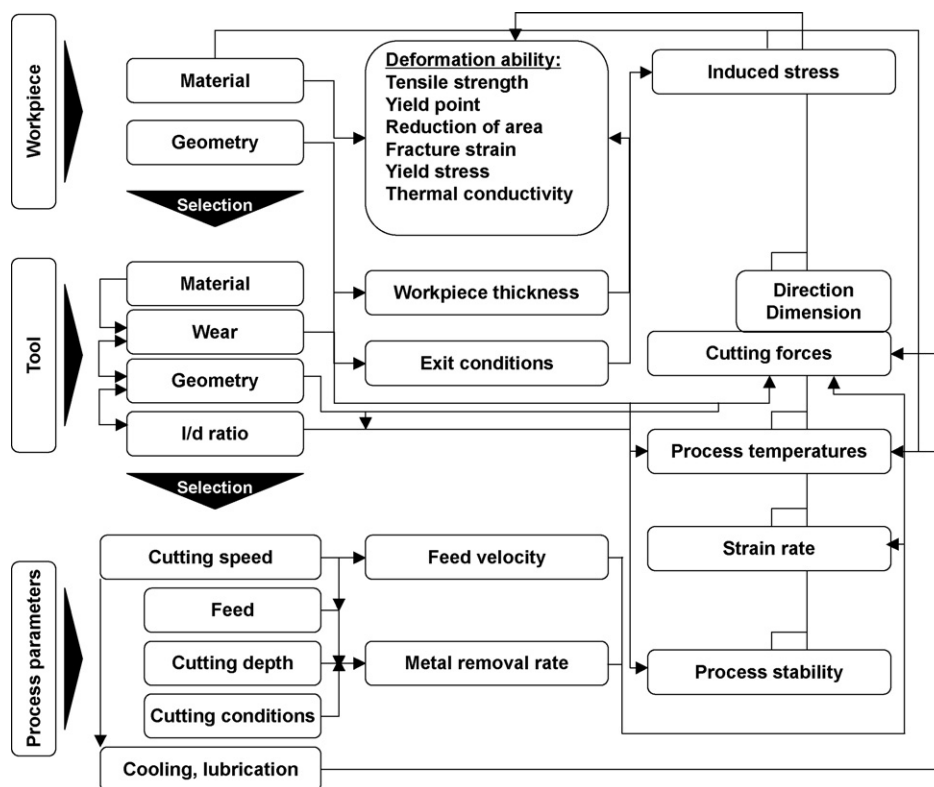 Workpiece
Material
Geometry
Selection
Deformation ability:
Tensile strength
Yield point
Reduction of area
Fracture strain
Yield stress
Thermal conductivity
Induced stress
Tool
Material
Wear
Geometry
l/d ratio
Selection
Workpiece thickness
Exit conditions
Direction
Dimension
Cutting forces
Process temperatures
Strain rate
Process stability
Process parameters
Cutting speed
Feed
Cutting depth
Cutting conditions
Cooling, lubrication
Feed velocity
Metal removal rate